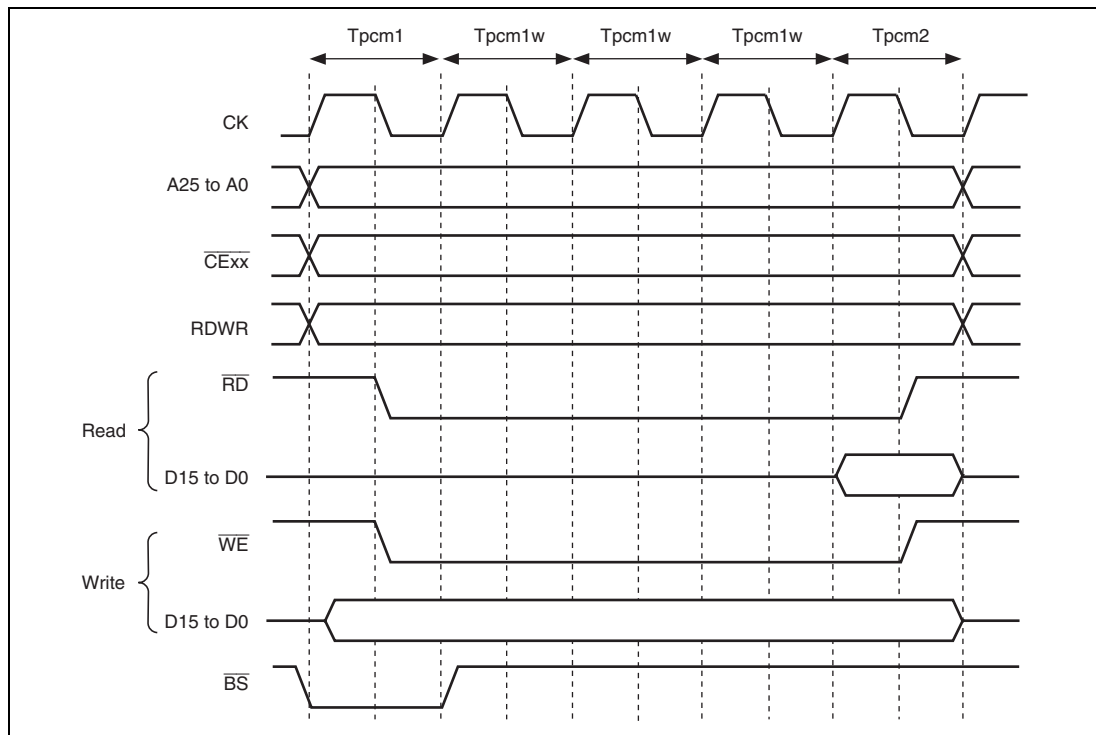 Tpcm1 Tpcm1w Tpcm1w Tpcm1w Tpcm2
CK
A25 to A0
CExx
RDWR
RD
Read
D15 to D0
WE
Write
D15 to D0
BS